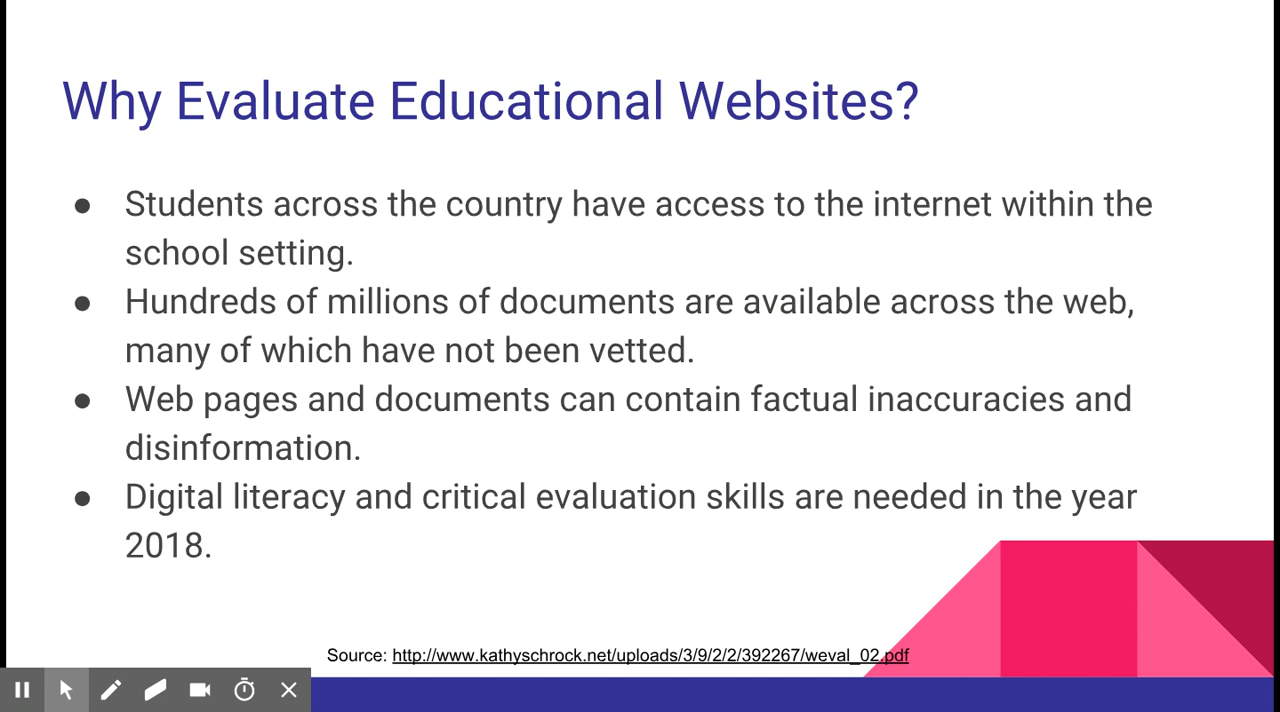 Why Evaluate Educational Websites?
● Students across the country have access to the internet within the
school setting.
● Hundreds of millions of documents are available across the web,
many of which have not been vetted.
● Web pages and documents can contain factual inaccuracies and
disinformation.
● Digital literacy and critical evaluation skills are needed in the year
2018.
Source: http://www.kathyschrock.net/uploads/3/9/2/2/392267/weval_02.pdf